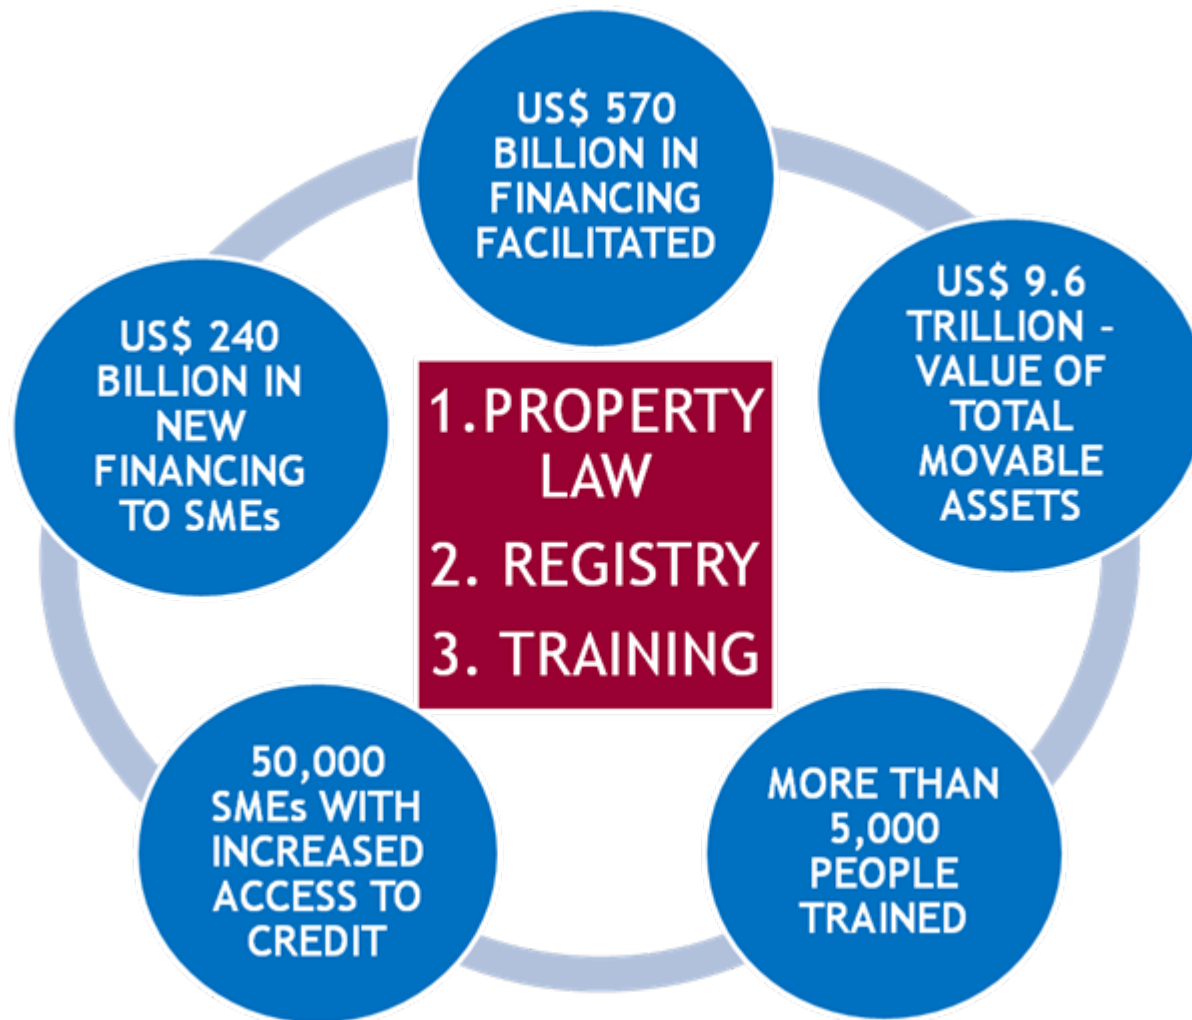 US$ 570
BILLION IN
FINANCING
FACILITATED
US$ 9.6
TRILLION –
VALUE OF
TOTAL
MOVABLE
ASSETS
MORE THAN
5,000
PEOPLE
TRAINED
50,000
SMEs WITH
INCREASED
ACCESS TO
CREDIT
US$ 240
BILLION IN
NEW
FINANCING
TO SMEs
1.PROPERTY
LAW
2. REGISTRY
3. TRAINING